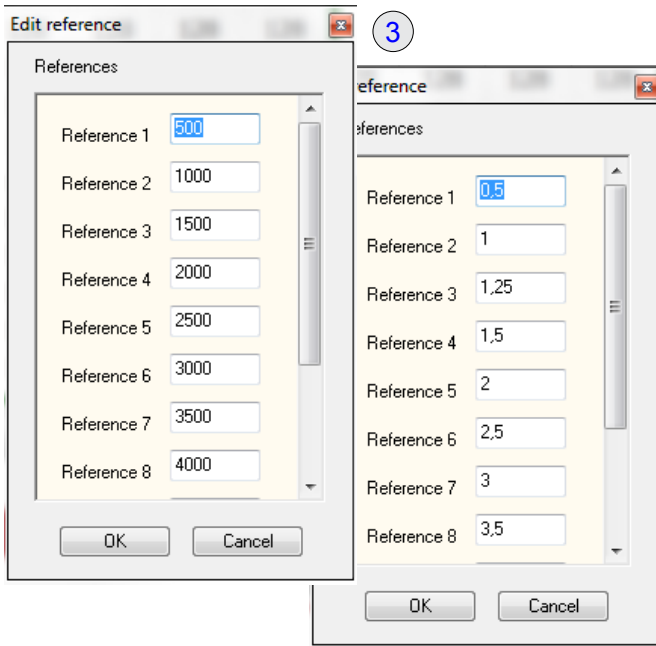 Edit reference
References
Reference 1 500
Reference 2 1000
Reference 3 1500
Reference 4 2000
Reference 5 2500
Reference 6 3000
Reference 7 3500
Reference 8 4000
OK Cancel
3
eference
eferences
Reference 1 0,5
Reference 2 1
Reference 3 1,25
Reference 4 1,5
Reference 5 2
Reference 6 2,5
Reference 7 3
Reference 8 3,5
OK Cancel